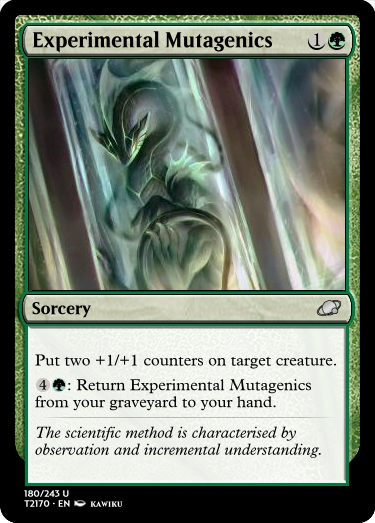 Experimental Mutagenics 1
Sorcery
Put two +1/+1 counters on target creature.
4: Return Experimental Mutagenics
from your graveyard to your hand.
The scientific method is characterised by
observation and incremental understanding.
180/243 U
T2170 · EN KAWIKU